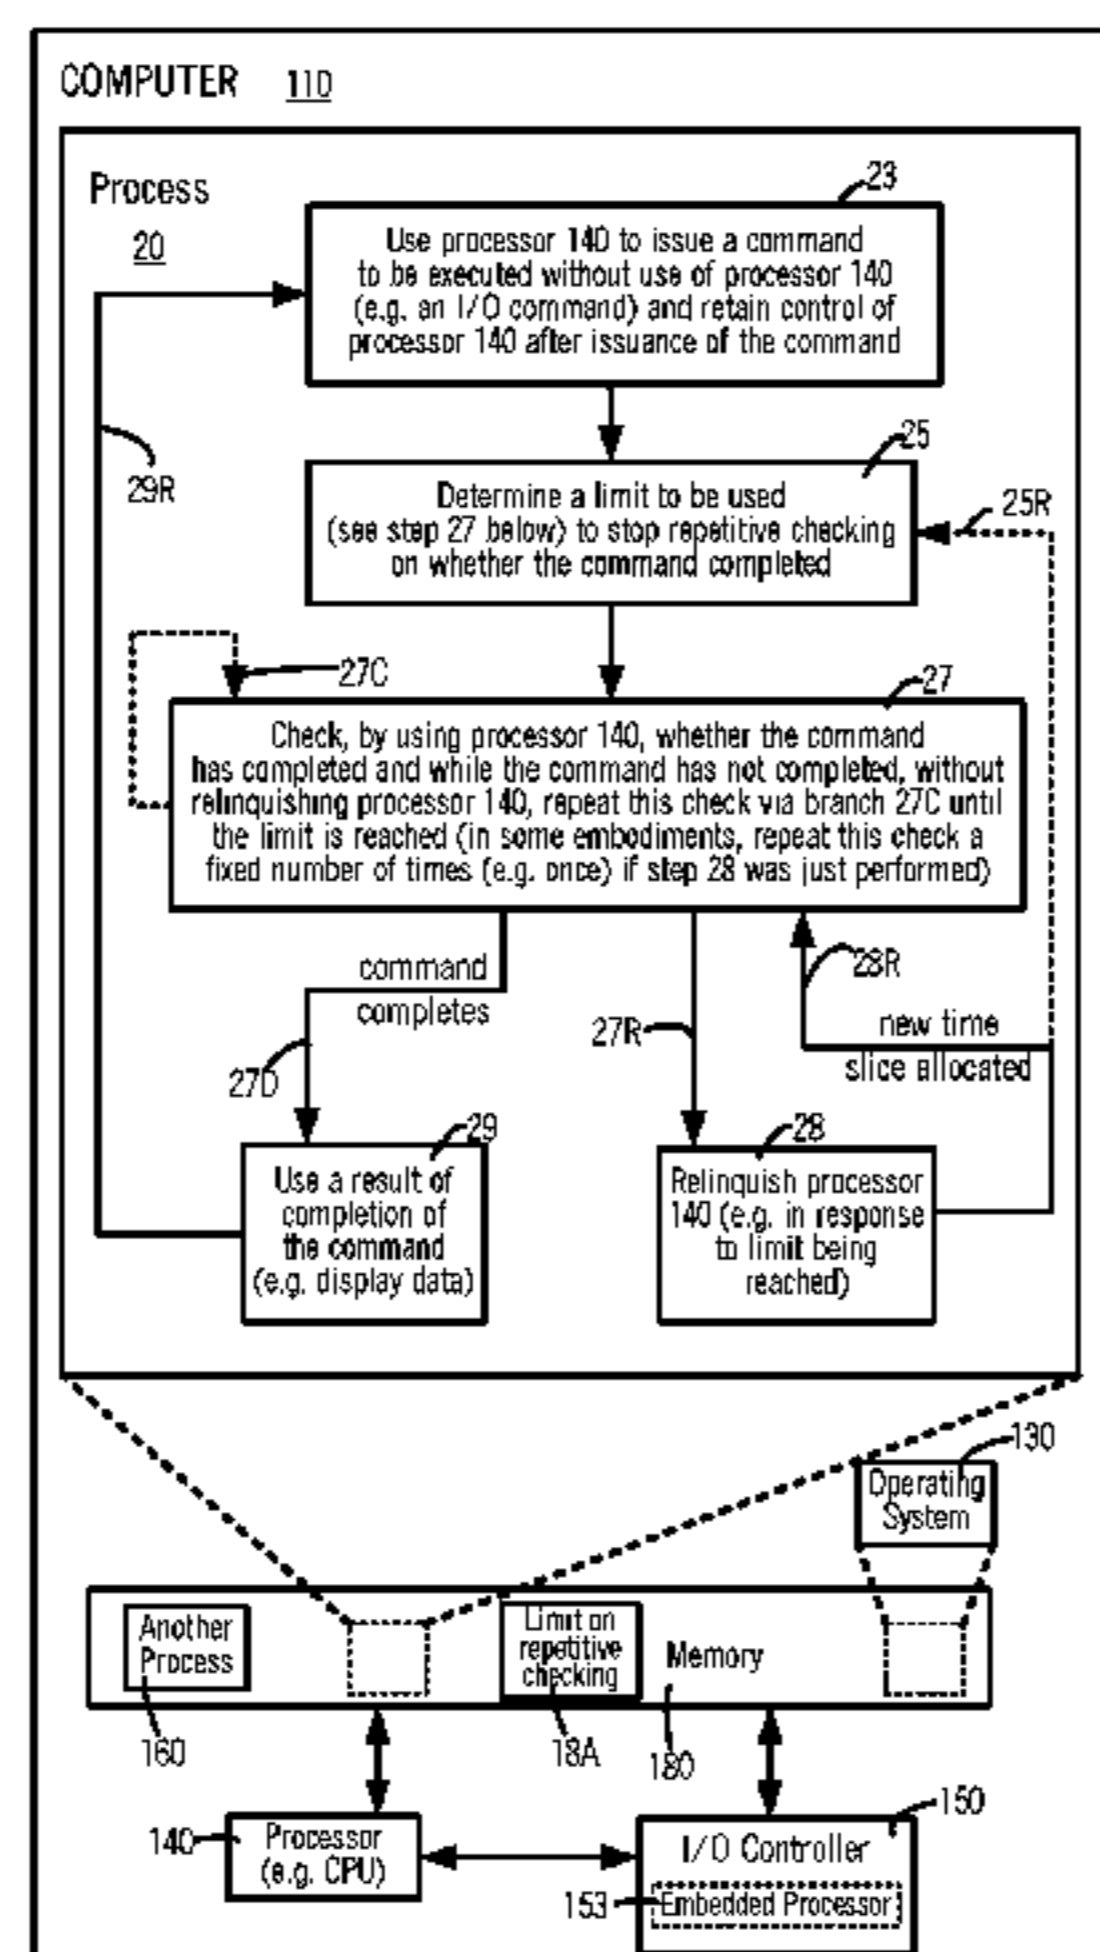 COMPUTER 110
Process
20
23
Use processor 140 to issue a command
to be executed without use of processor 140
(e.g. an I/O command) and retain control of
processor 140 after issuance of the command
29R
25
Determine a limit to be used
(see step 27 below) to stop repetitive checking
on whether the command completed
25R
27C
27
Check, by using processor 140, whether the command
has completed and while the command has not completed, without
relinquishing processor 140, repeat this check via branch 27C until
the limit is reached (in some embodiments, repeat this check a
fixed number of times (e.g. once) if step 28 was just performed)
command
completes
27D
27R
28R
new time
slice allocated
29
Use a result of
completion of
the command
(e.g. display data)
28
Relinquish processor
140 (e.g. in response
to limit being
reached)
130
Operating
System
Another
Process
160
Limit on
repetitive
checking
18A
Memory
180
140
Processor
(e.g. CPU)
150
I/O Controller
153
Embedded Processor